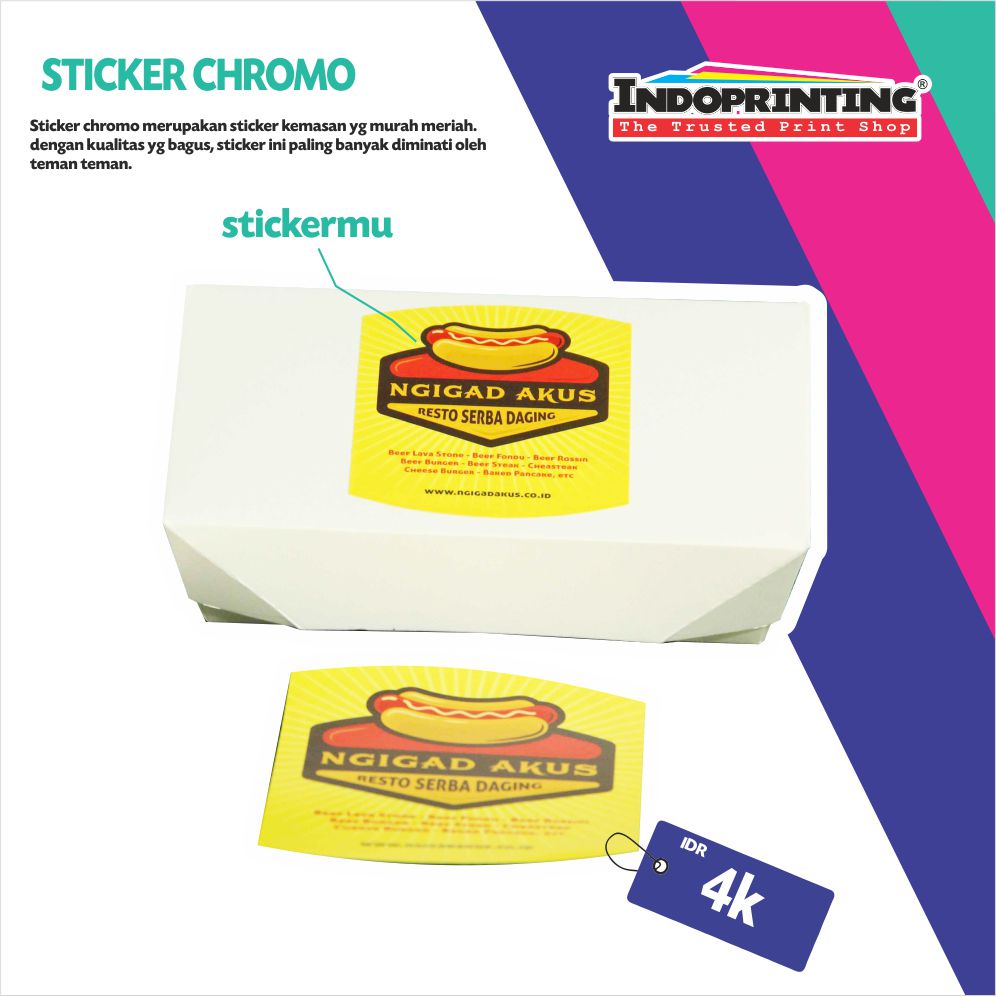 STICKER CHROMO
Sticker chromo merupakan sticker kemasan yg murah meriah.
dengan kualitas yg bagus, sticker ini paling banyak diminati oleh
teman teman.
INDOPRINTING®
The Trusted Print Shop
stickermu
NGIGAD AKUS
RESTO SERBA DAGING
Beef Lava Stone - Beef Fondu - Beef Rossin
Beef Burger - Beef Steak - Cheasteak
Cheese Burger - Baked Pancake, etc
www.ngigadakus.co.id
NGIGAD AKUS
RESTO SERBA DAGING
IDR
4k